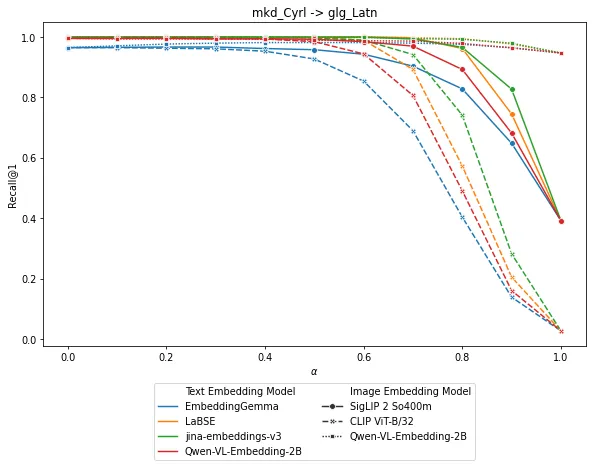 mkd_Cyrl -> glg_Latn
Recall@1
1.0
0.8
0.6
0.4
0.2
0.0
0.0 0.2 0.4 0.6 0.8 1.0
α
Text Embedding Model
EmbeddingGemma
LaBSE
jina-embeddings-v3
Qwen-VL-Embedding-2B
Image Embedding Model
SigLIP 2 So400m
CLIP ViT-B/32
Qwen-VL-Embedding-2B